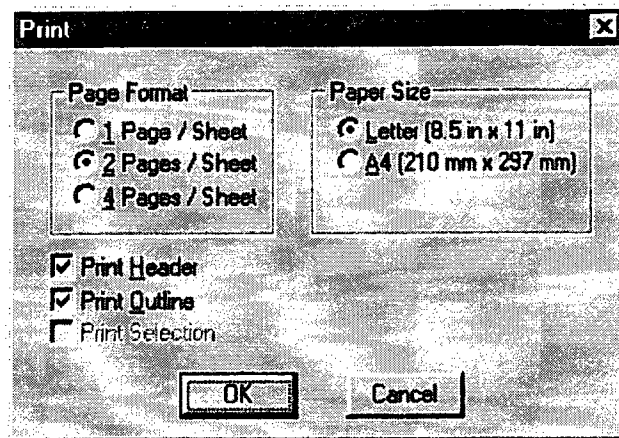 Print
Page Format
1 Page / Sheet
2 Pages / Sheet
4 Pages / Sheet
Paper Size
Letter (8.5 in x 11 in)
A4 (210 mm x 297 mm)
Print Header
Print Outline
Print Selection
OK
Cancel